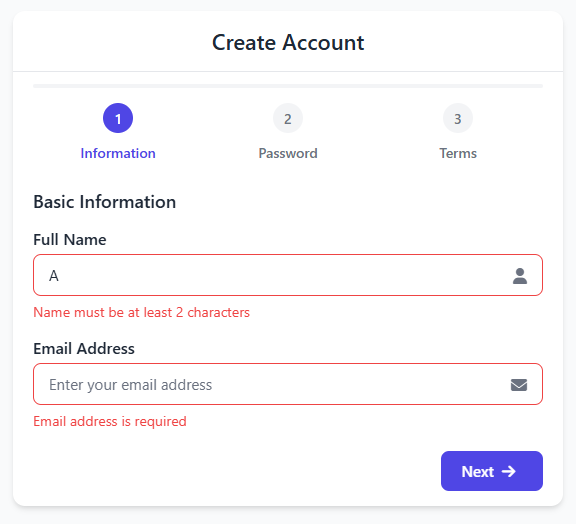 Create Account
1 2 3
Information Password Terms
Basic Information
Full Name
A
Name must be at least 2 characters
Email Address
Enter your email address
Email address is required
Next